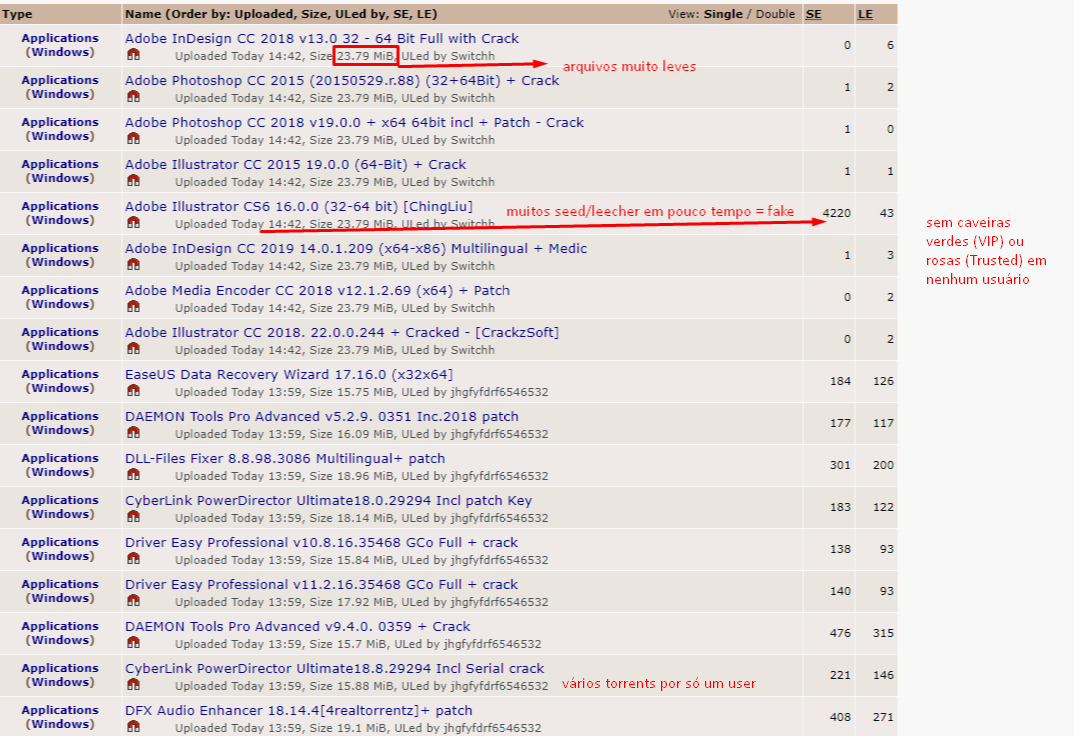 Type Name (Order by: Uploaded, Size, ULed by, SE, LE) View: Single / Double SE LE
Applications (Windows) Adobe InDesign CC 2018 v13.0 32 - 64 Bit Full with Crack 0 6
Uploaded Today 14:42, Size 23.79 MiB, ULed by Switchh
arquivos muito leves
Applications (Windows) Adobe Photoshop CC 2015 (20150529.r.88) (32+64Bit) + Crack 1 2
Uploaded Today 14:42, Size 23.79 MiB, ULed by Switchh
Applications (Windows) Adobe Photoshop CC 2018 v19.0.0 + x64 64bit incl + Patch - Crack 1 0
Uploaded Today 14:42, Size 23.79 MiB, ULed by Switchh
Applications (Windows) Adobe Illustrator CC 2015 19.0.0 (64-Bit) + Crack 1 1
Uploaded Today 14:42, Size 23.79 MiB, ULed by Switchh
Applications (Windows) Adobe Illustrator CS6 16.0.0 (32-64 bit) [ChingLiu] muitos seed/leecher em pouco tempo = fake 4220 43
Uploaded Today 14:42, Size 23.79 MiB, ULed by Switchh
sem caveiras
verdes (VIP) ou
rosas (Trusted) em
nenhum usuário
Applications (Windows) Adobe InDesign CC 2019 14.0.1.209 (x64-x86) Multilingual + Medic 1 3
Uploaded Today 14:42, Size 23.79 MiB, ULed by Switchh
Applications (Windows) Adobe Media Encoder CC 2018 v12.1.2.69 (x64) + Patch 0 2
Uploaded Today 14:42, Size 23.79 MiB, ULed by Switchh
Applications (Windows) Adobe Illustrator CC 2018. 22.0.0.244 + Cracked - [CrackzSoft] 0 2
Uploaded Today 14:42, Size 23.79 MiB, ULed by Switchh
Applications (Windows) EaseUS Data Recovery Wizard 17.16.0 (x32x64] 184 126
Uploaded Today 13:59, Size 15.75 MiB, ULed by jhgfyfdrf6546532
Applications (Windows) DAEMON Tools Pro Advanced v5.2.9. 0351 Inc.2018 patch 177 117
Uploaded Today 13:59, Size 16.09 MiB, ULed by jhgfyfdrf6546532
Applications (Windows) DLL-Files Fixer 8.8.98.3086 Multilingual+ patch 301 200
Uploaded Today 13:59, Size 18.96 MiB, ULed by jhgfyfdrf6546532
Applications (Windows) CyberLink PowerDirector Ultimate18.0.29294 Incl patch Key 183 122
Uploaded Today 13:59, Size 18.14 MiB, ULed by jhgfyfdrf6546532
Applications (Windows) Driver Easy Professional v10.8.16.35468 GCo Full + crack 138 93
Uploaded Today 13:59, Size 15.84 MiB, ULed by jhgfyfdrf6546532
Applications (Windows) Driver Easy Professional v11.2.16.35468 GCo Full + crack 140 93
Uploaded Today 13:59, Size 17.92 MiB, ULed by jhgfyfdrf6546532
Applications (Windows) DAEMON Tools Pro Advanced v9.4.0. 0359 + Crack 476 315
Uploaded Today 13:59, Size 15.7 MiB, ULed by jhgfyfdrf6546532
Applications (Windows) CyberLink PowerDirector Ultimate18.8.29294 Incl Serial crack 221 146
Uploaded Today 13:59, Size 15.88 MiB, ULed by jhgfyfdrf6546532 vários torrents por só um user
Applications (Windows) DFX Audio Enhancer 18.14.4[4realtorrentz]+ patch 408 271
Uploaded Today 13:59, Size 19.1 MiB, ULed by jhgfyfdrf6546532